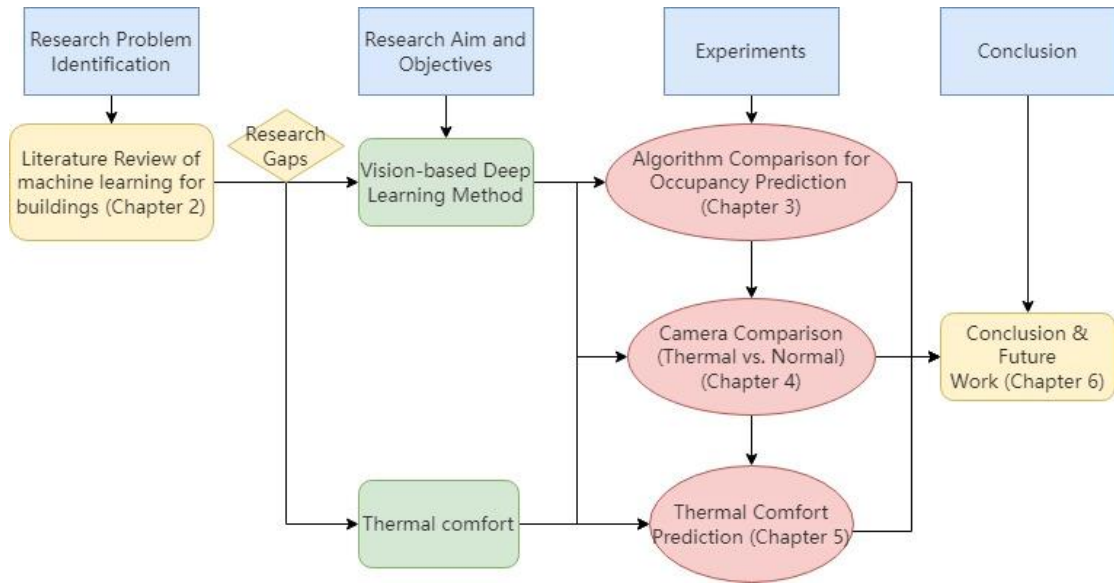 Research Problem
Identification
Research Aim and
Objectives
Experiments
Conclusion
Literature Review of
machine learning for
buildings (Chapter 2)
Research
Gaps
Vision-based Deep
Learning Method
Algorithm Comparison for
Occupancy Prediction
(Chapter 3)
Camera Comparison
(Thermal vs. Normal)
(Chapter 4)
Conclusion &
Future
Work (Chapter 6)
Thermal comfort
Thermal Comfort
Prediction (Chapter 5)